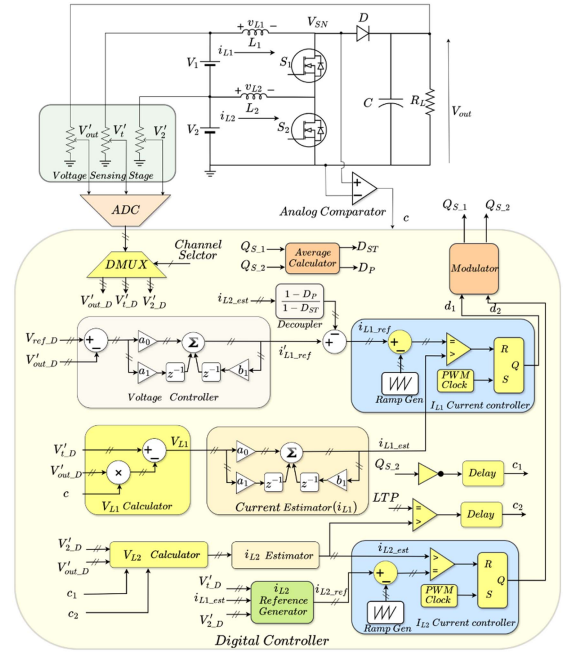 + v_L1 −
V_SN
D
L_1
i_L1
S_1
V_1
+ v_L2 −
L_2
i_L2
V_2
S_2
C
R_L
V_out
V'_out
V'_t
V'_2
Voltage Sensing Stage
+
−
Analog Comparator
c
ADC
Channel
Selctor
DMUX
V'_out_D
V'_t_D
V'_2_D
Q_S_1
Q_S_2
Average
Calculator
D_ST
D_P
Q_S_1
Q_S_2
Modulator
d_1
d_2
i_L2_est
1 − D_P
1 − D_ST
Decoupler
V_ref_D
V'_out_D
+
−
a_0
Σ
a_1
z^-1
z^-1
b_1
Voltage Controller
i'_L1_ref
+
−
i_L1_ref
+
−
Ramp Gen
=
>
PWM
Clock
R
S
Q
I_L1 Current controller
V'_t_D
V'_out_D
c
+
−
×
V_L1
V_L1 Calculator
a_0
Σ
a_1
z^-1
z^-1
b_1
Current Estimator(i_L1)
i_L1_est
Q_S_2
Delay
c_1
LTP
=
>
Delay
c_2
V'_2_D
V'_out_D
V_L2 Calculator
c_1
c_2
i_L2 Estimator
i_L2_est
V'_t_D
i_L1_est
V'_2_D
i_L2
Reference
Generator
i_L2_ref
+
−
Ramp Gen
>
=
PWM
Clock
R
S
Q
I_L2 Current controller
Digital Controller